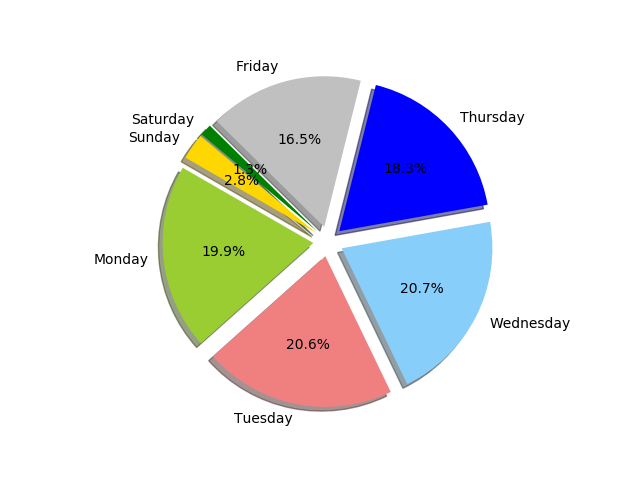 Friday
Saturday
Sunday
Thursday
16.5%
18.3%
1.3%
2.8%
Monday
19.9%
20.7%
Wednesday
20.6%
Tuesday